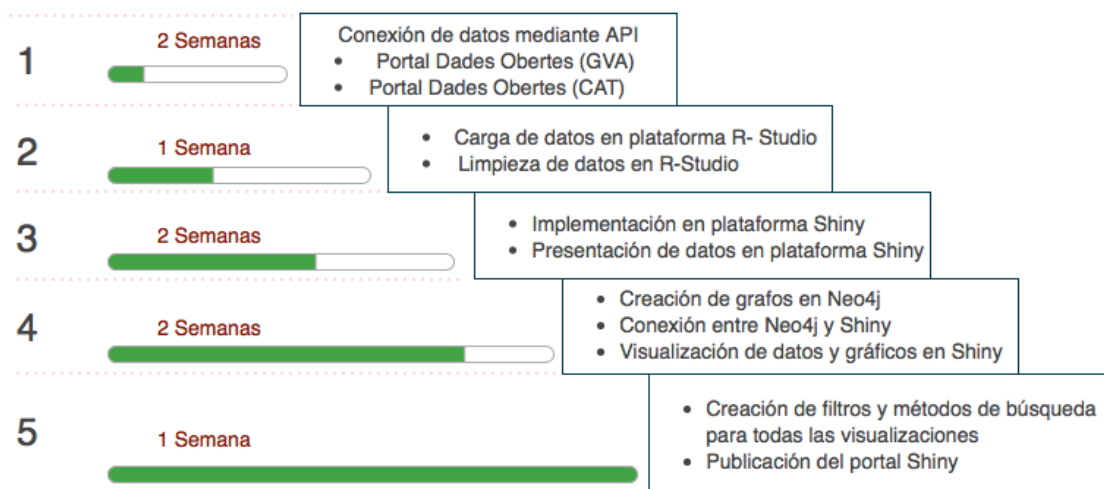 1
2 Semanas
Conexión de datos mediante API
• Portal Dades Obertes (GVA)
• Portal Dades Obertes (CAT)
2
1 Semana
• Carga de datos en plataforma R- Studio
• Limpieza de datos en R-Studio
3
2 Semanas
• Implementación en plataforma Shiny
• Presentación de datos en plataforma Shiny
4
2 Semanas
• Creación de grafos en Neo4j
• Conexión entre Neo4j y Shiny
• Visualización de datos y gráficos en Shiny
5
1 Semana
• Creación de filtros y métodos de búsqueda
para todas las visualizaciones
• Publicación del portal Shiny